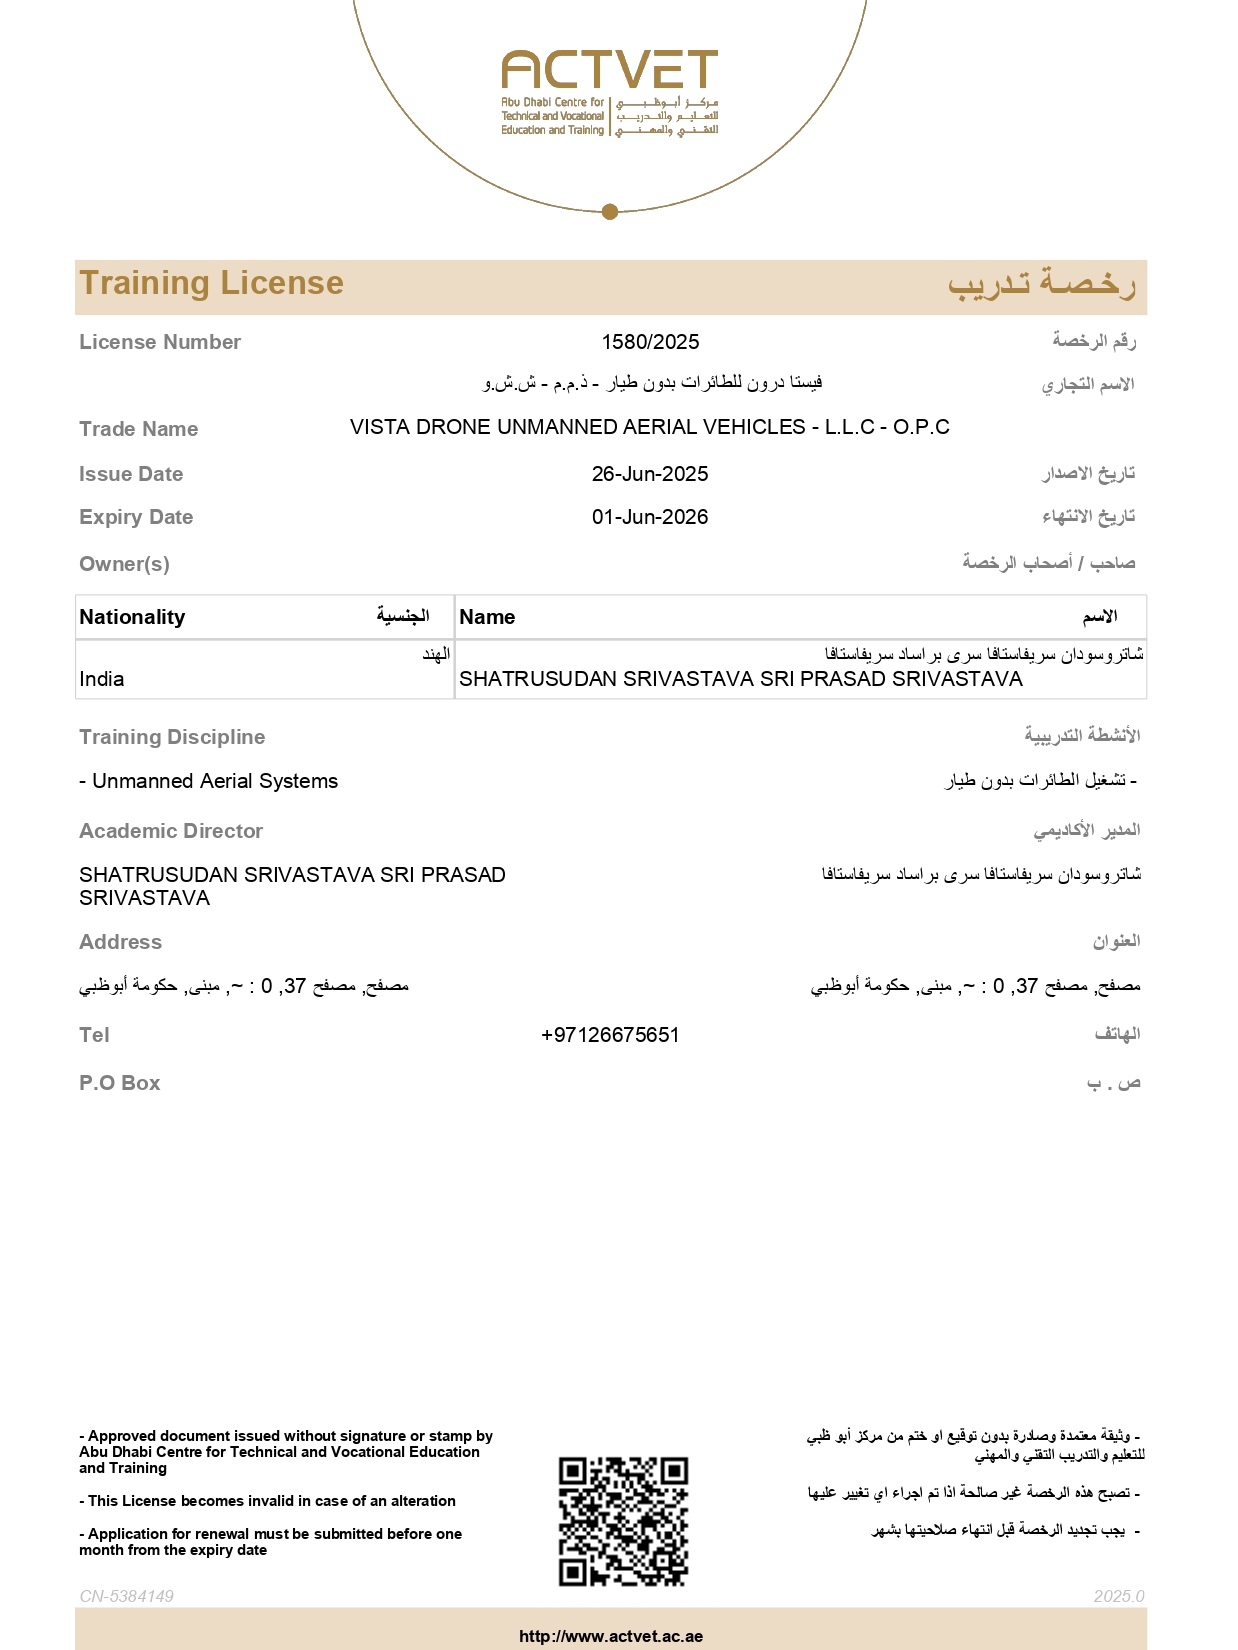 ACTVET
Abu Dhabi Centre for
Technical and Vocational
Education and Training
مركز أبوظبي
للتعليم والتدريب
التقني والمهني
Training License رخصة تدريب
License Number 1580/2025 رقم الرخصة
فيستا درون للطائرات بدون طيار - ذ.م.م - ش.ش.و الاسم التجاري
Trade Name VISTA DRONE UNMANNED AERIAL VEHICLES - L.L.C - O.P.C
Issue Date 26-Jun-2025 تاريخ الاصدار
Expiry Date 01-Jun-2026 تاريخ الانتهاء
Owner(s) صاحب / أصحاب الرخصة
Nationality الجنسية Name الاسم
الهند شاتروسودان سريفاستافا سرى براساد سريفاستافا
India SHATRUSUDAN SRIVASTAVA SRI PRASAD SRIVASTAVA
Training Discipline الأنشطة التدريبية
- Unmanned Aerial Systems - تشغيل الطائرات بدون طيار
Academic Director المدير الأكاديمي
SHATRUSUDAN SRIVASTAVA SRI PRASAD شاتروسودان سريفاستافا سرى براساد سريفاستافا
SRIVASTAVA
Address العنوان
مصفح, مصفح 37, 0 : ~, مبنى, حكومة أبوظبي مصفح, مصفح 37, 0 : ~, مبنى, حكومة أبوظبي
Tel +97126675651 الهاتف
P.O Box ص . ب
- Approved document issued without signature or stamp by
Abu Dhabi Centre for Technical and Vocational Education
and Training
- This License becomes invalid in case of an alteration
- Application for renewal must be submitted before one
month from the expiry date
- وثيقة معتمدة وصادرة بدون توقيع او ختم من مركز أبو ظبي
للتعليم والتدريب التقني والمهني
- تصبح هذه الرخصة غير صالحة اذا تم اجراء اي تغيير عليها
- يجب تجديد الرخصة قبل انتهاء صلاحيتها بشهر
CN-5384149 2025.0
http://www.actvet.ac.ae